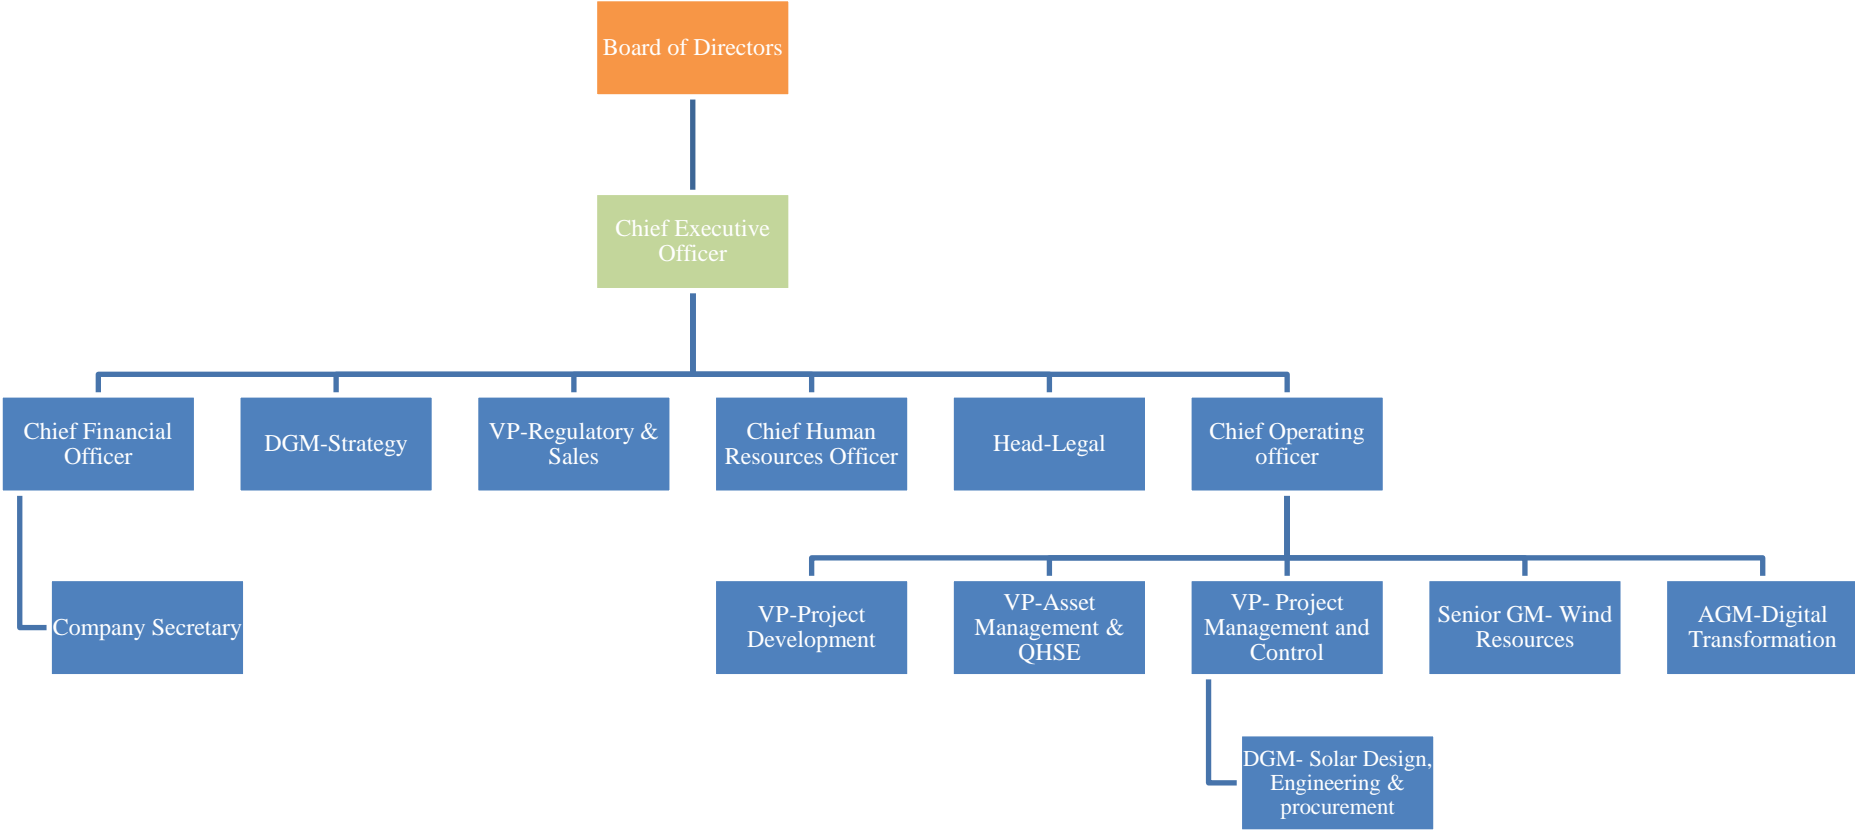 Board of Directors
Chief Executive
Officer
Chief Financial
Officer
DGM-Strategy
VP-Regulatory &
Sales
Chief Human
Resources Officer
Head-Legal
Chief Operating
officer
Company Secretary
VP-Project
Development
VP-Asset
Management &
QHSE
VP- Project
Management and
Control
Senior GM- Wind
Resources
AGM-Digital
Transformation
DGM- Solar Design,
Engineering &
procurement